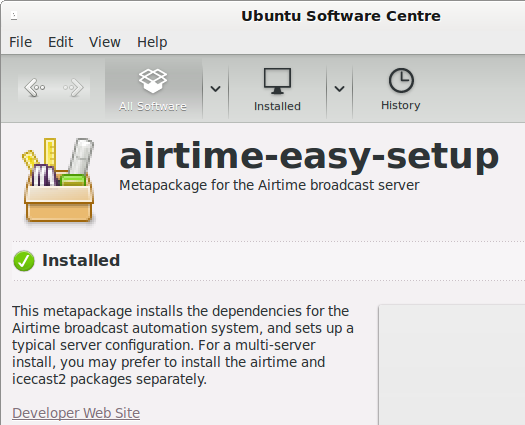 Ubuntu Software Centre
File Edit View Help
All Software Installed History
airtime-easy-setup
Metapackage for the Airtime broadcast server
Installed
This metapackage installs the dependencies for the
Airtime broadcast automation system, and sets up a
typical server configuration. For a multi-server
install, you may prefer to install the airtime and
icecast2 packages separately.
Developer Web Site